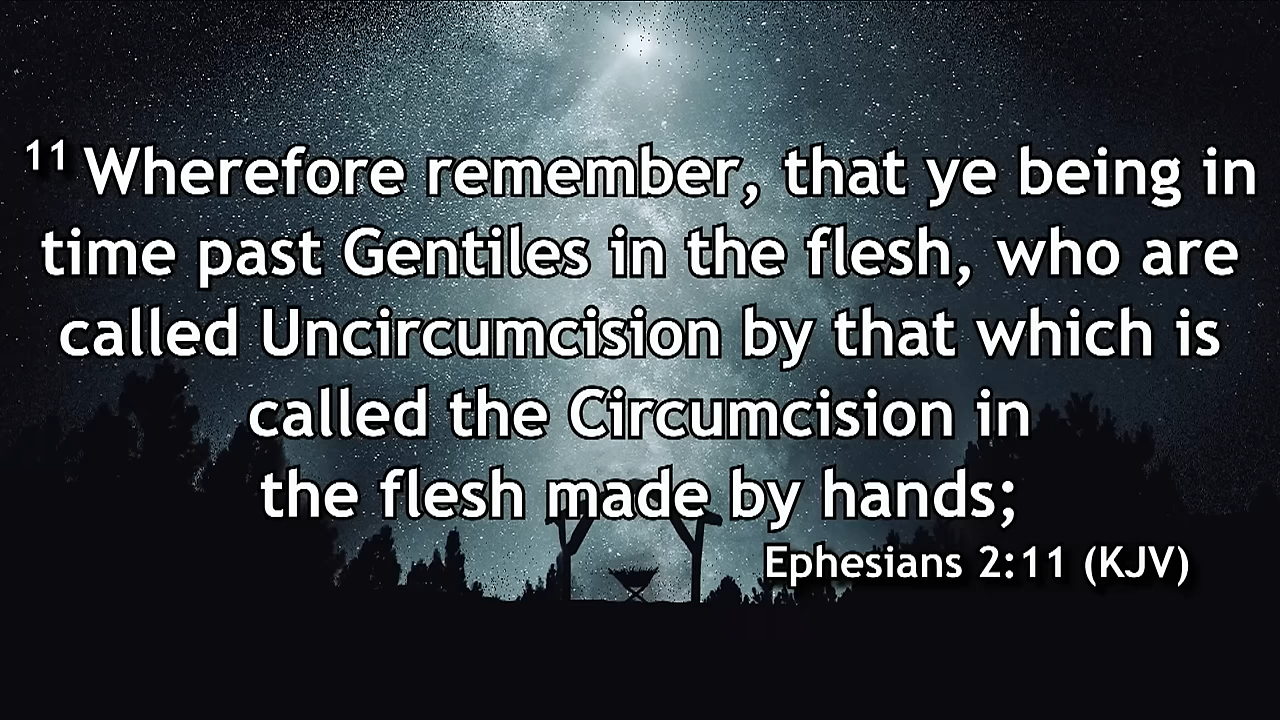 11 Wherefore remember, that ye being in
time past Gentiles in the flesh, who are
called Uncircumcision by that which is
called the Circumcision in
the flesh made by hands;
Ephesians 2:11 (KJV)